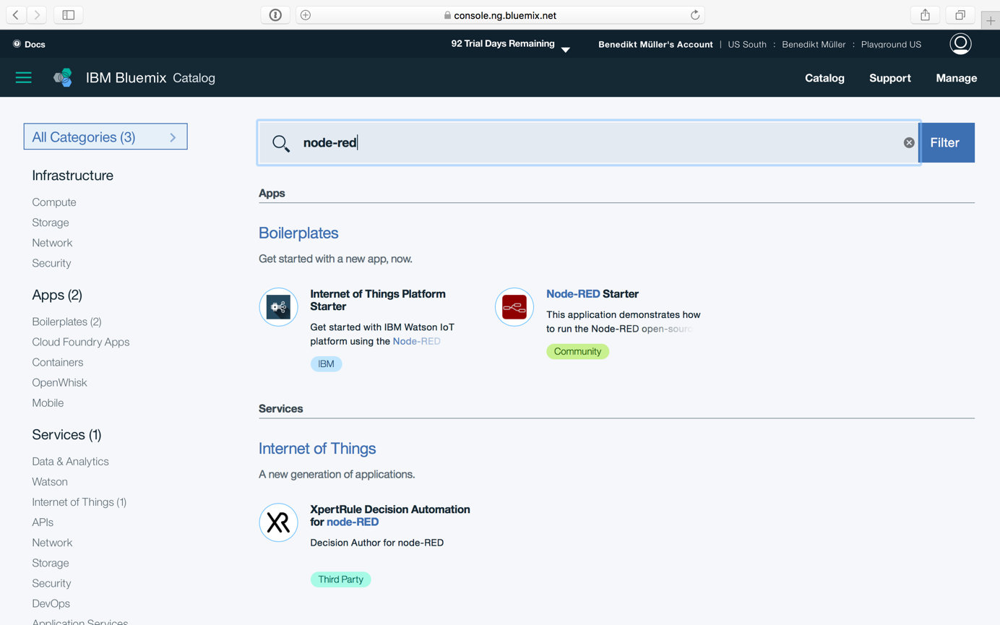 console.ng.bluemix.net
Docs
92 Trial Days Remaining
Benedikt Müller's Account | US South : Benedikt Müller : Playground US
IBM Bluemix Catalog
Catalog Support Manage
All Categories (3)
Infrastructure
Compute
Storage
Network
Security
Apps (2)
Boilerplates (2)
Cloud Foundry Apps
Containers
OpenWhisk
Mobile
Services (1)
Data & Analytics
Watson
Internet of Things (1)
APIs
Network
Storage
Security
DevOps
Application Services
node-red
Filter
Apps
Boilerplates
Get started with a new app, now.
Internet of Things Platform
Starter
Get started with IBM Watson IoT
platform using the Node-RED
IBM
Node-RED Starter
This application demonstrates how
to run the Node-RED open-sourc
Community
Services
Internet of Things
A new generation of applications.
XR
XpertRule Decision Automation
for node-RED
Decision Author for node-RED
Third Party